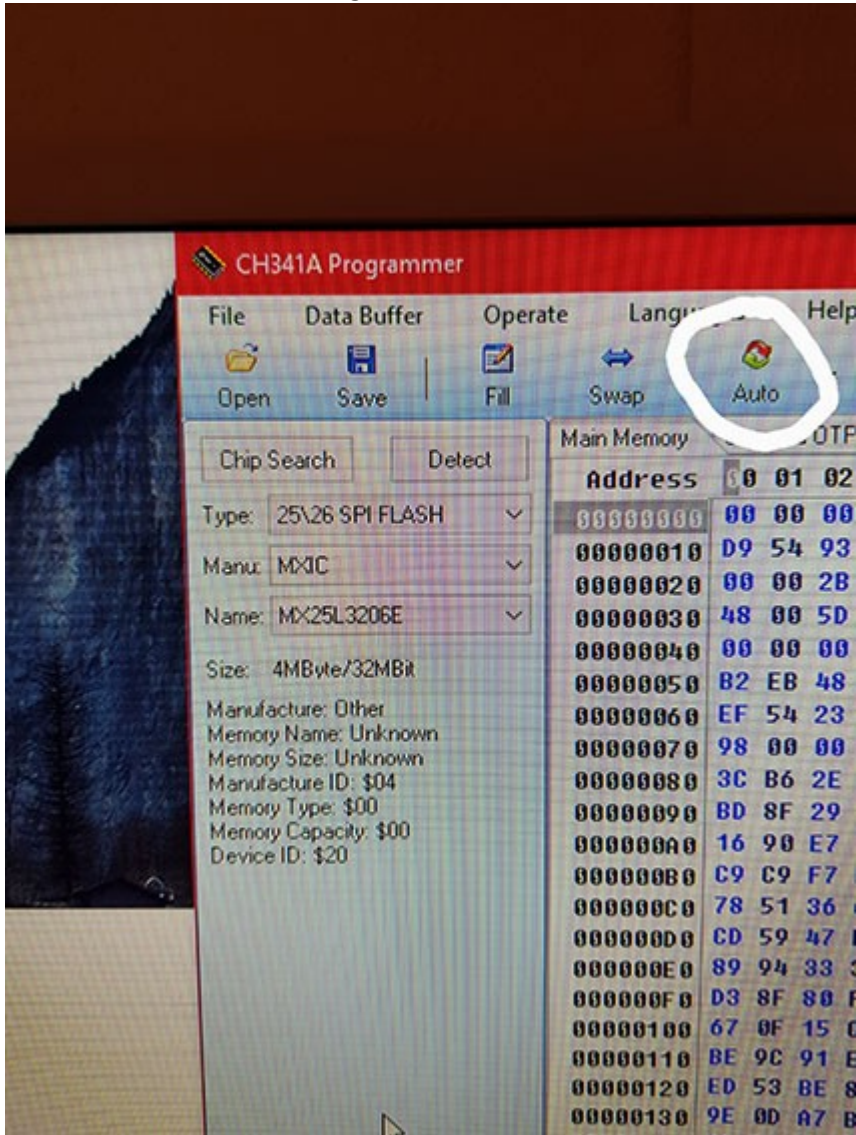 CH341A Programmer
File Data Buffer Operate Help
Open Save Fill Swap Auto
Chip Search Detect
Type: 25\26 SPI FLASH
Manu: MXIC
Name: MX25L3206E
Size: 4MByte/32MBit
Manufacture: Other
Memory Name: Unknown
Memory Size: Unknown
Manufacture ID: $04
Memory Type: $00
Memory Capacity: $00
Device ID: $20
Main Memory OTP
Address 00 01 02
00000000 00 00 00
00000010 D9 54 93
00000020 00 00 2B
00000030 48 00 5D
00000040 00 00 00
00000050 B2 EB 48
00000060 EF 54 23
00000070 98 00 00
00000080 3C B6 2E
00000090 BD 8F 29
000000A0 16 90 E7
000000B0 C9 C9 F7
000000C0 78 51 36
000000D0 CD 59 47
000000E0 89 94 33
000000F0 D3 8F 80
00000100 67 0F 15
00000110 BE 9C 91
00000120 ED 53 BE
00000130 9E 0D A7